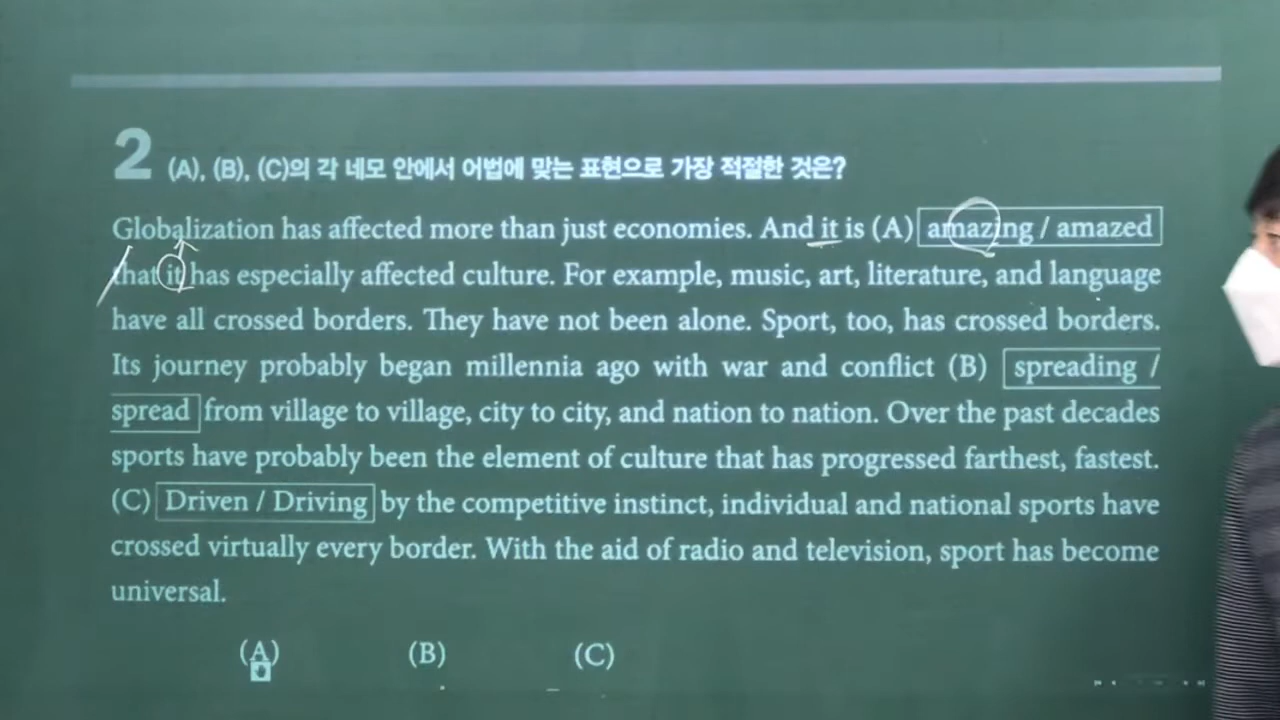 2 (A), (B), (C)의 각 네모 안에서 어법에 맞는 표현으로 가장 적절한 것은?
Globalization has affected more than just economies. And it is (A) amazing / amazed
that it has especially affected culture. For example, music, art, literature, and language
have all crossed borders. They have not been alone. Sport, too, has crossed borders.
Its journey probably began millennia ago with war and conflict (B) spreading /
spread from village to village, city to city, and nation to nation. Over the past decades
sports have probably been the element of culture that has progressed farthest, fastest.
(C) Driven / Driving by the competitive instinct, individual and national sports have
crossed virtually every border. With the aid of radio and television, sport has become
universal.
(A) (B) (C)